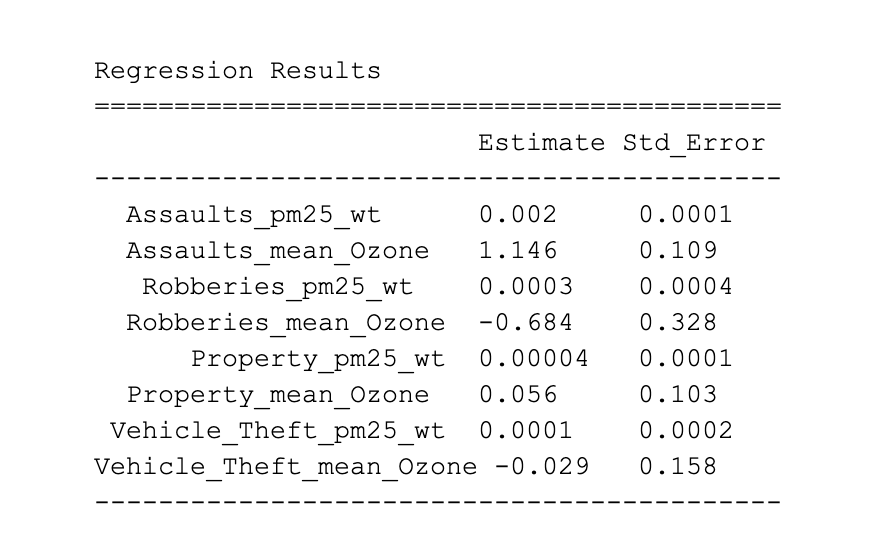 Regression Results
===========================================
Estimate Std_Error
-------------------------------------------
Assaults_pm25_wt 0.002 0.0001
Assaults_mean_Ozone 1.146 0.109
Robberies_pm25_wt 0.0003 0.0004
Robberies_mean_Ozone -0.684 0.328
Property_pm25_wt 0.00004 0.0001
Property_mean_Ozone 0.056 0.103
Vehicle_Theft_pm25_wt 0.0001 0.0002
Vehicle_Theft_mean_Ozone -0.029 0.158
-------------------------------------------